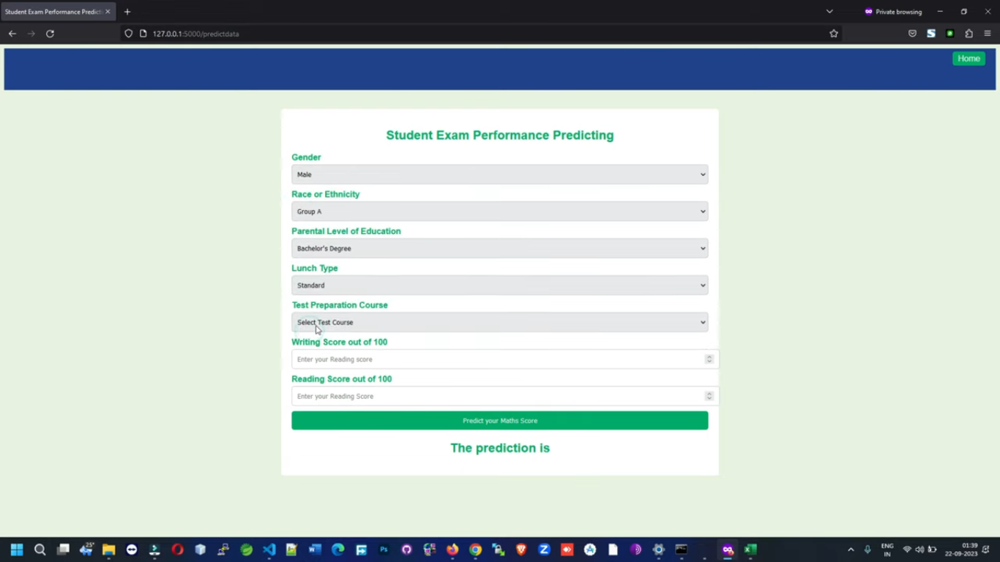 Student Exam Performance Predict
Private browsing
127.0.0.1:5000/predictdata
Home
Student Exam Performance Predicting
Gender
Male
Race or Ethnicity
Group A
Parental Level of Education
Bachelor's Degree
Lunch Type
Standard
Test Preparation Course
Select Test Course
Writing Score out of 100
Enter your Reading score
Reading Score out of 100
Enter your Reading Score
Predict your Maths Score
The prediction is
25°
Ps
ENG
IN
01:39
22-09-2023